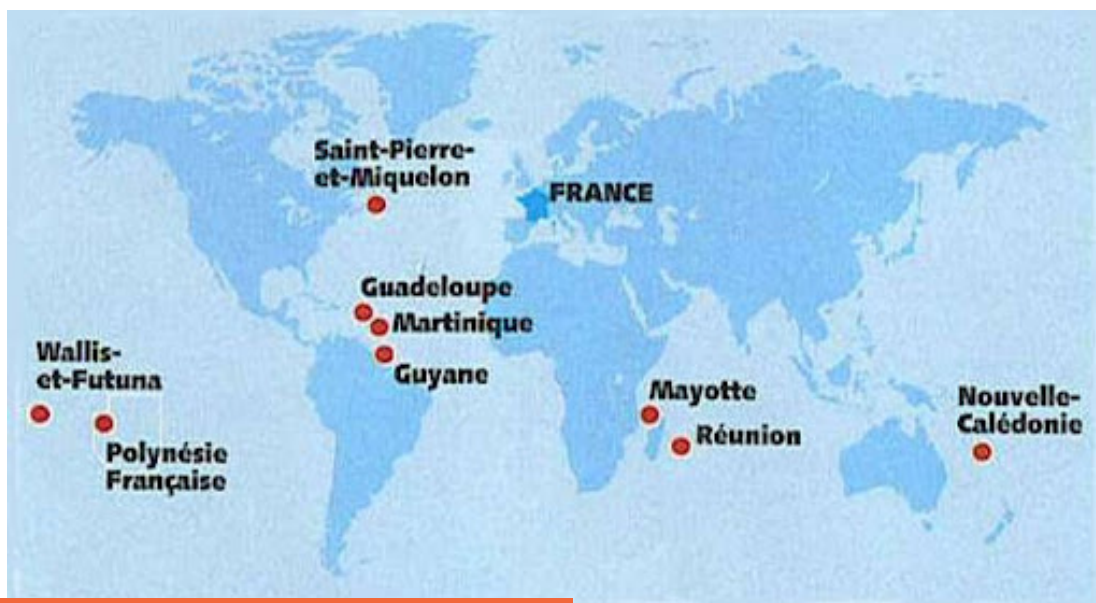 Saint-Pierre-
et-Miquelon
FRANCE
Guadeloupe
Martinique
Guyane
Wallis-
et-Futuna
Polynésie
Française
Mayotte
Réunion
Nouvelle-
Calédonie